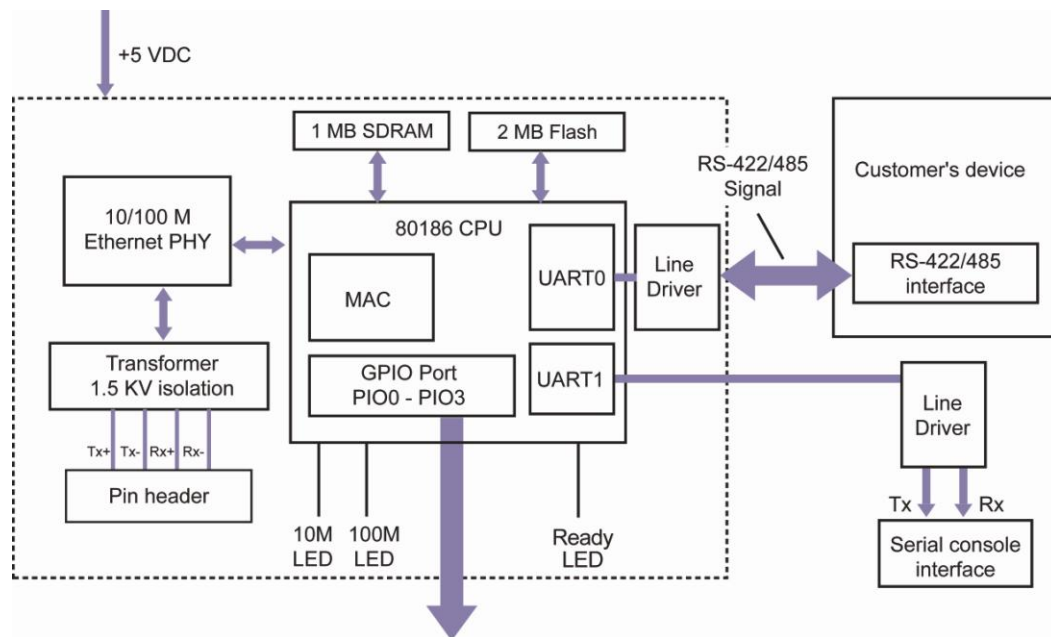 +5 VDC
1 MB SDRAM
2 MB Flash
RS-422/485
Signal
Customer's device
10/100 M
Ethernet PHY
80186 CPU
UART0
Line
Driver
RS-422/485
interface
MAC
Transformer
1.5 KV isolation
GPIO Port
PIO0 - PIO3
UART1
Line
Driver
Tx+
Tx-
Rx+
Rx-
Pin header
10M
LED
100M
LED
Ready
LED
Tx
Rx
Serial console
interface